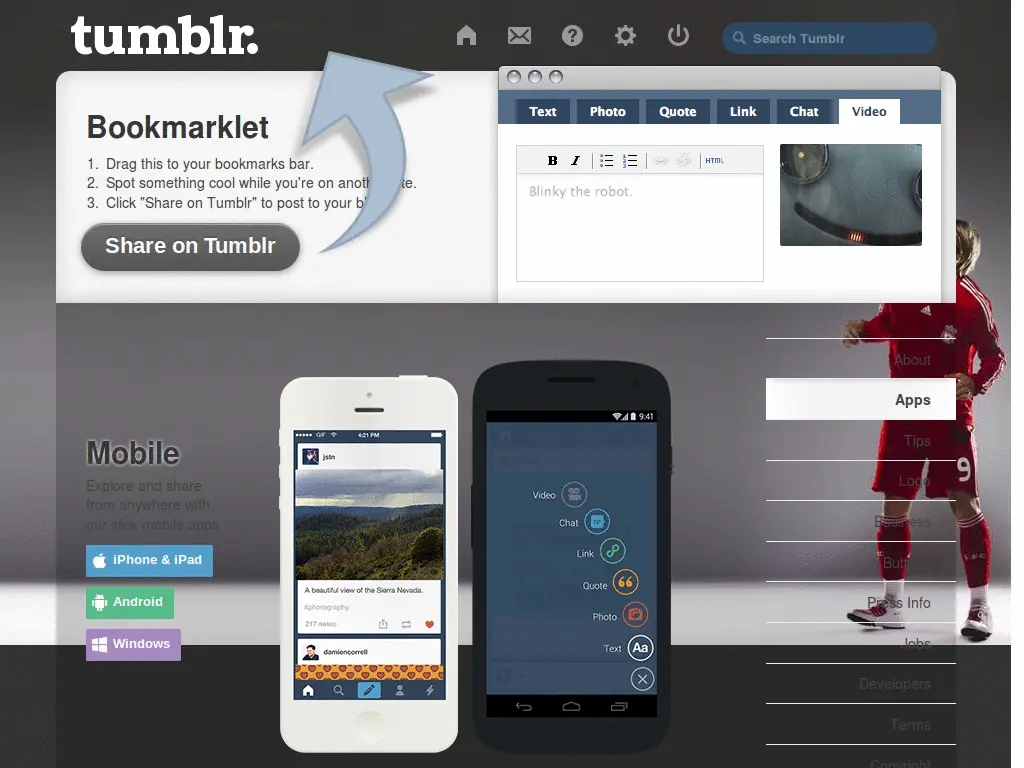 tumblr.
Search Tumblr
Bookmarklet
1. Drag this to your bookmarks bar.
2. Spot something cool while you're on anoth te.
3. Click "Share on Tumblr" to post to your bl
Share on Tumblr
Text Photo Quote Link Chat Video
B I HTML
Blinky the robot.
About
Apps
Tips
Logo
Business
Butt
Press Info
Jobs
Developers
Terms
Copyright
9
Mobile
Explore and share
from anywhere with
our slick mobile apps
iPhone & iPad
Android
Windows
GIF 4:21 PM
jstn
A beautiful view of the Sierra Nevada.
#photography
217 notes
damiencorrell
9:41
Video
Chat
Link
Quote
Photo
Text Aa